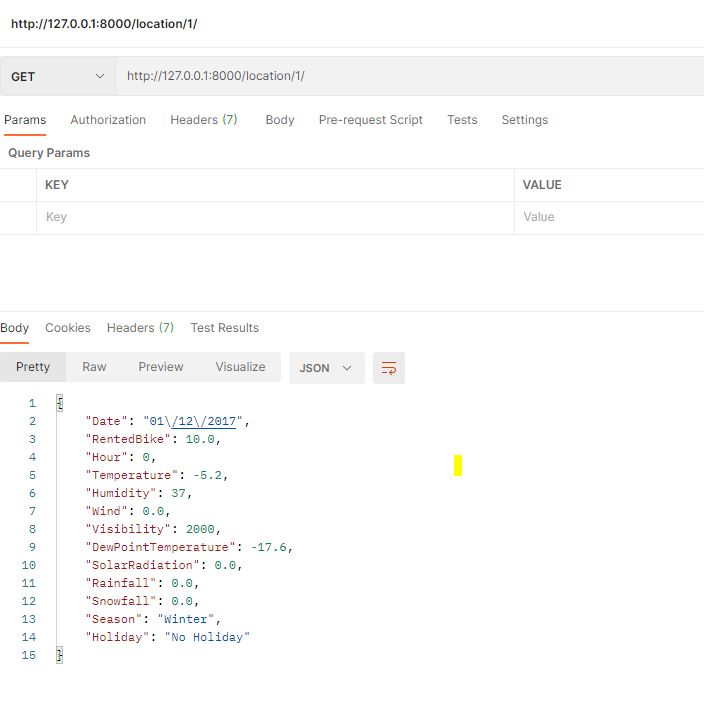 http://127.0.0.1:8000/location/1/
GET http://127.0.0.1:8000/location/1/
Params Authorization Headers (7) Body Pre-request Script Tests Settings
Query Params
KEY VALUE
Key Value
Body Cookies Headers (7) Test Results
Pretty Raw Preview Visualize JSON
1 {
2 "Date": "01\/12\/2017",
3 "RentedBike": 10.0,
4 "Hour": 0,
5 "Temperature": -5.2,
6 "Humidity": 37,
7 "Wind": 0.0,
8 "Visibility": 2000,
9 "DewPointTemperature": -17.6,
10 "SolarRadiation": 0.0,
11 "Rainfall": 0.0,
12 "Snowfall": 0.0,
13 "Season": "Winter",
14 "Holiday": "No Holiday"
15 }